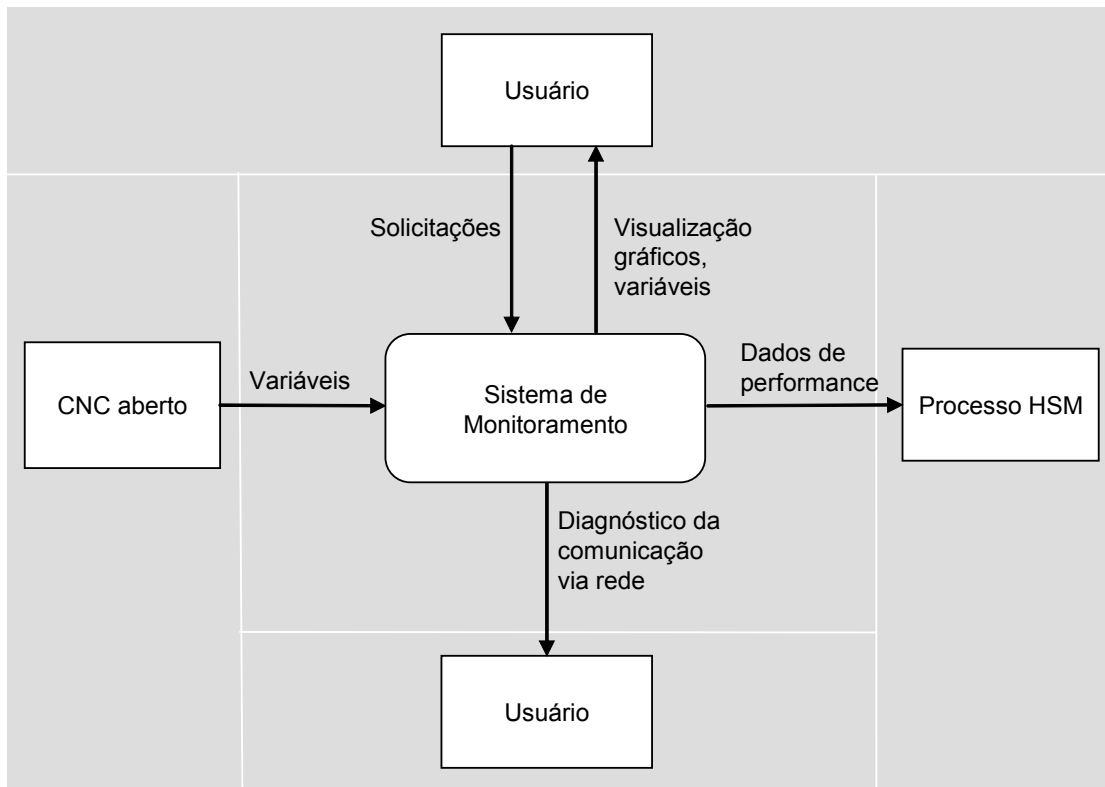 Usuário
Solicitações
Visualização
gráficos,
variáveis
CNC aberto
Variáveis
Sistema de
Monitoramento
Dados de
performance
Processo HSM
Diagnóstico da
comunicação
via rede
Usuário